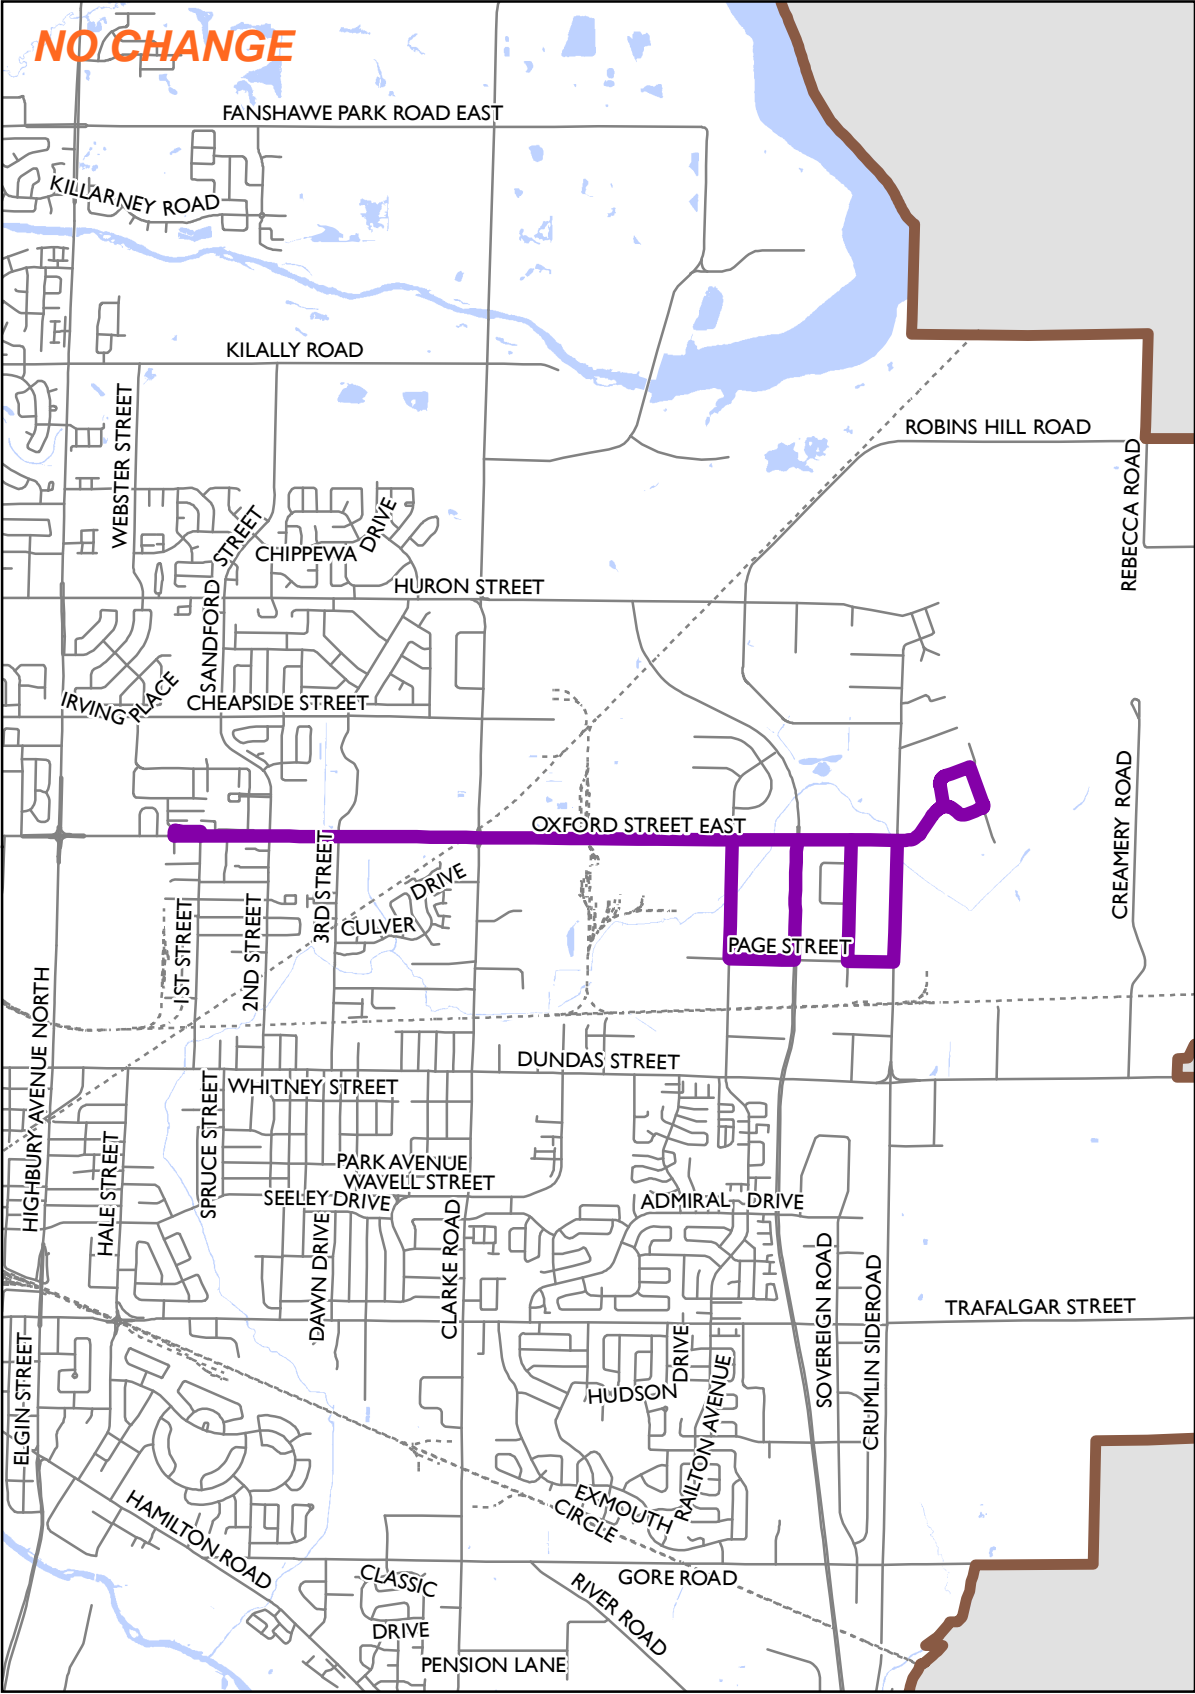 NO CHANGE
FANSHAWE PARK ROAD EAST
KILLARNEY ROAD
KILALLY ROAD
WEBSTER STREET
ROBINS HILL ROAD
REBECCA ROAD
SANDFORD STREET
CHIPPEWA DRIVE
HURON STREET
IRVING PLACE
CHEAPSIDE STREET
OXFORD STREET EAST
CREAMERY ROAD
1ST STREET
2ND STREET
3RD STREET
CULVER DRIVE
PAGE STREET
HIGHBURY AVENUE NORTH
DUNDAS STREET
WHITNEY STREET
HALE STREET
SPRUCE STREET
PARK AVENUE
WAVELL STREET
SEELEY DRIVE
ADMIRAL DRIVE
DAWN DRIVE
CLARKE ROAD
SOVEREIGN ROAD
CRUMLIN SIDEROAD
TRAFALGAR STREET
ELGIN STREET
HUDSON DRIVE
RAILTON AVENUE
HAMILTON ROAD
EXMOUTH
CIRCLE
CLASSIC
DRIVE
RIVER ROAD
GORE ROAD
PENSION LANE